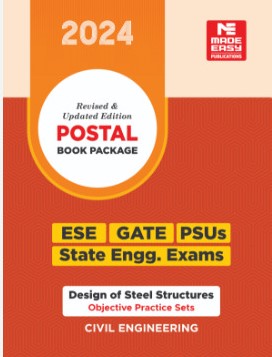 2024
ME
MADE
EASY
PUBLICATIONS
Revised &
Updated Edition
POSTAL
BOOK PACKAGE
ESE GATE PSUs
State Engg. Exams
Design of Steel Structures
Objective Practice Sets
CIVIL ENGINEERING